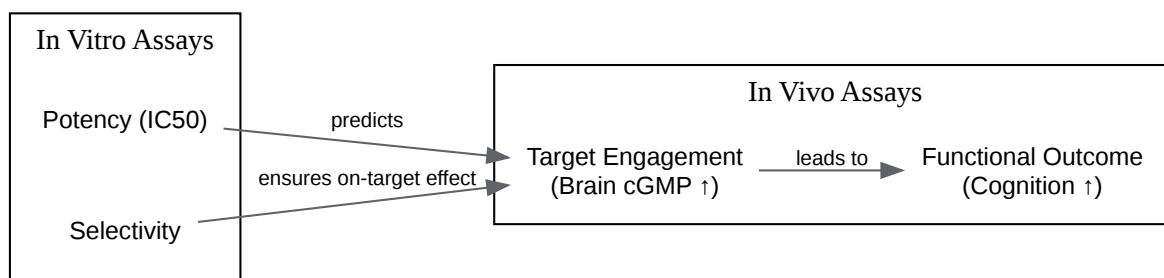 In Vitro Assays
Potency (IC50)
Selectivity
predicts
ensures on-target effect
In Vivo Assays
Target Engagement
(Brain cGMP ↑)
leads to
Functional Outcome
(Cognition ↑)